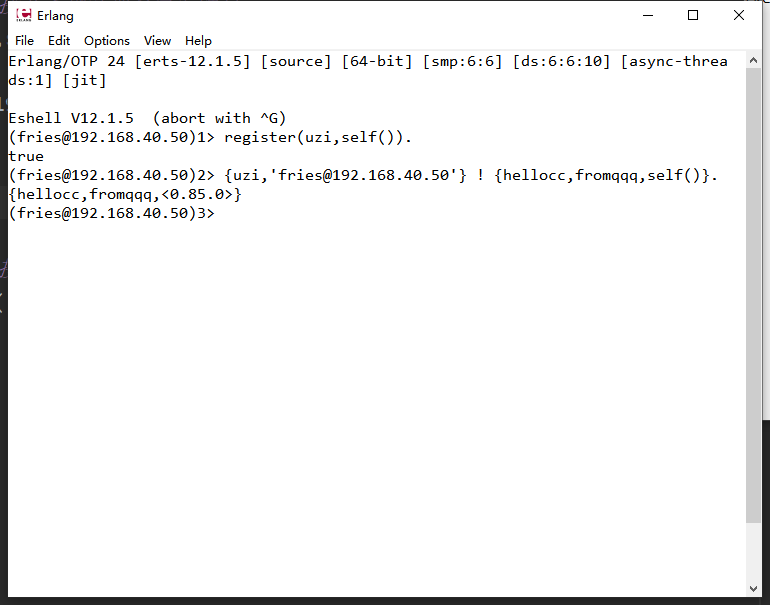 Erlang
File Edit Options View Help
Erlang/OTP 24 [erts-12.1.5] [source] [64-bit] [smp:6:6] [ds:6:6:10] [async-threa
ds:1] [jit]
Eshell V12.1.5  (abort with ^G)
(fries@192.168.40.50)1> register(uzi,self()).
true
(fries@192.168.40.50)2> {uzi,'fries@192.168.40.50'} ! {hellocc,fromqqq,self()}.
{hellocc,fromqqq,<0.85.0>}
(fries@192.168.40.50)3>